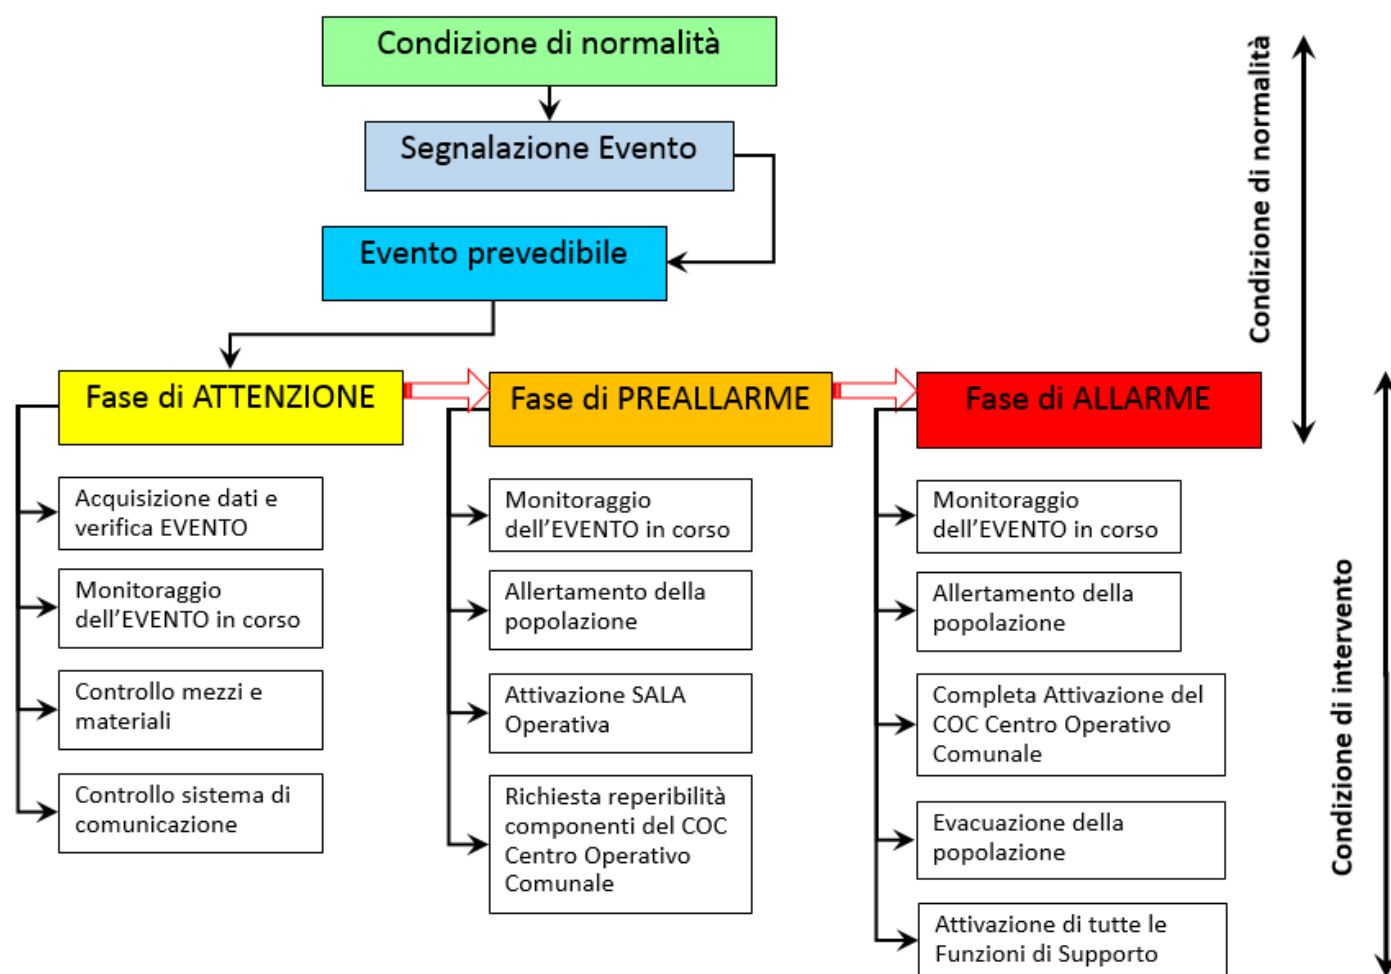 Condizione di normalità
Segnalazione Evento
Evento prevedibile
Condizione di normalità
Fase di ATTENZIONE
Acquisizione dati e
verifica EVENTO
Monitoraggio
dell’EVENTO in corso
Controllo mezzi e
materiali
Controllo sistema di
comunicazione
Fase di PREALLARME
Monitoraggio
dell’EVENTO in corso
Allertamento della
popolazione
Attivazione SALA
Operativa
Richiesta reperibilità
componenti del COC
Centro Operativo
Comunale
Fase di ALLARME
Monitoraggio
dell’EVENTO in corso
Allertamento della
popolazione
Completa Attivazione del
COC Centro Operativo
Comunale
Evacuazione della
popolazione
Attivazione di tutte le
Funzioni di Supporto
Condizione di intervento